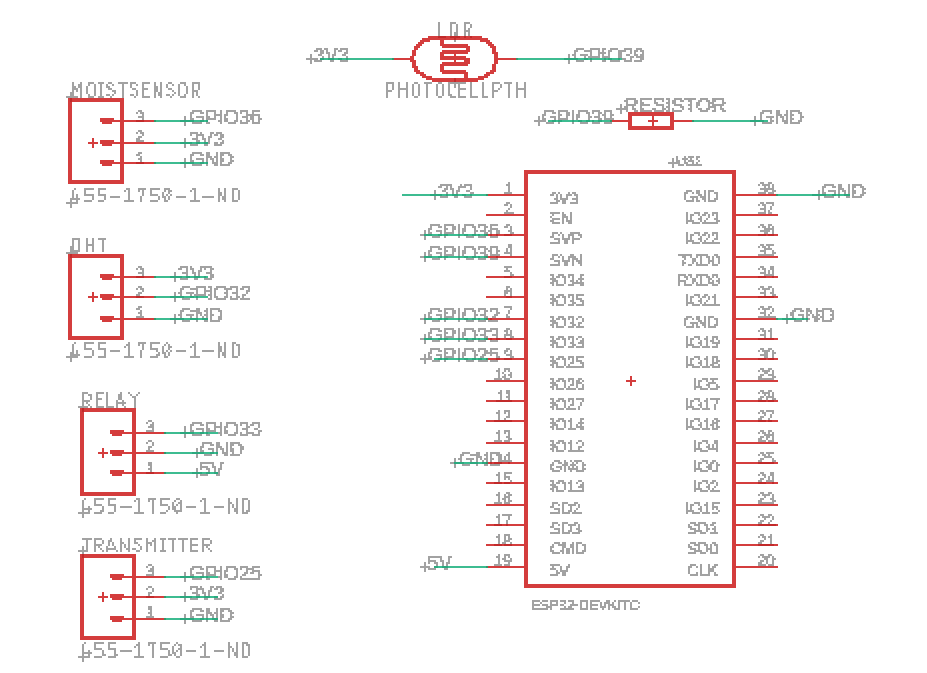 LDR
3V3
GPIO39
PHOTOCELLPTH
RESISTOR
GPIO39
GND
MOISTSENSOR
3 GPIO36
2 3V3
1 GND
455-1750-1-ND
DHT
3 3V3
2 GPIO32
1 GND
455-1750-1-ND
RELAY
3 GPIO33
2 GND
1 5V
455-1750-1-ND
TRANSMITTER
3 GPIO25
2 3V3
1 GND
455-1750-1-ND
3V3 1 3V3 GND 38 GND
2 EN IO23 37
GPIO36 3 SVP IO22 36
GPIO39 4 SVN TXD0 35
5 IO34 RXD0 34
6 IO35 IO21 33
GPIO32 7 IO32 GND 32 GND
GPIO33 8 IO33 IO19 31
GPIO25 9 IO25 IO18 30
10 IO26 IO5 29
11 IO27 IO17 28
12 IO14 IO16 27
13 IO12 IO4 26
GND 14 GND IO0 25
15 IO13 IO2 24
16 SD2 IO15 23
17 SD3 SD1 22
18 CMD SD0 21
5V 19 5V CLK 20
ESP32-DEVKITC